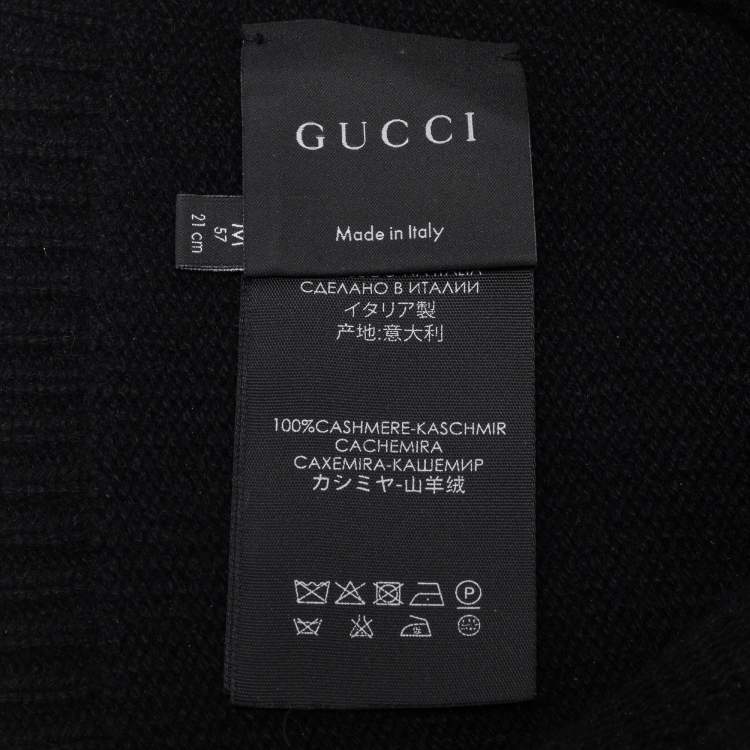 GUCCI
Made in Italy
M
57
21 cm
СДЕЛАНО В ИТАЛИИ
イタリア製
产地:意大利
100%CASHMERE-KASCHMIR
CACHEMIRA
CAXEMIRA-КАШЕМИР
カシミヤ-山羊绒
P